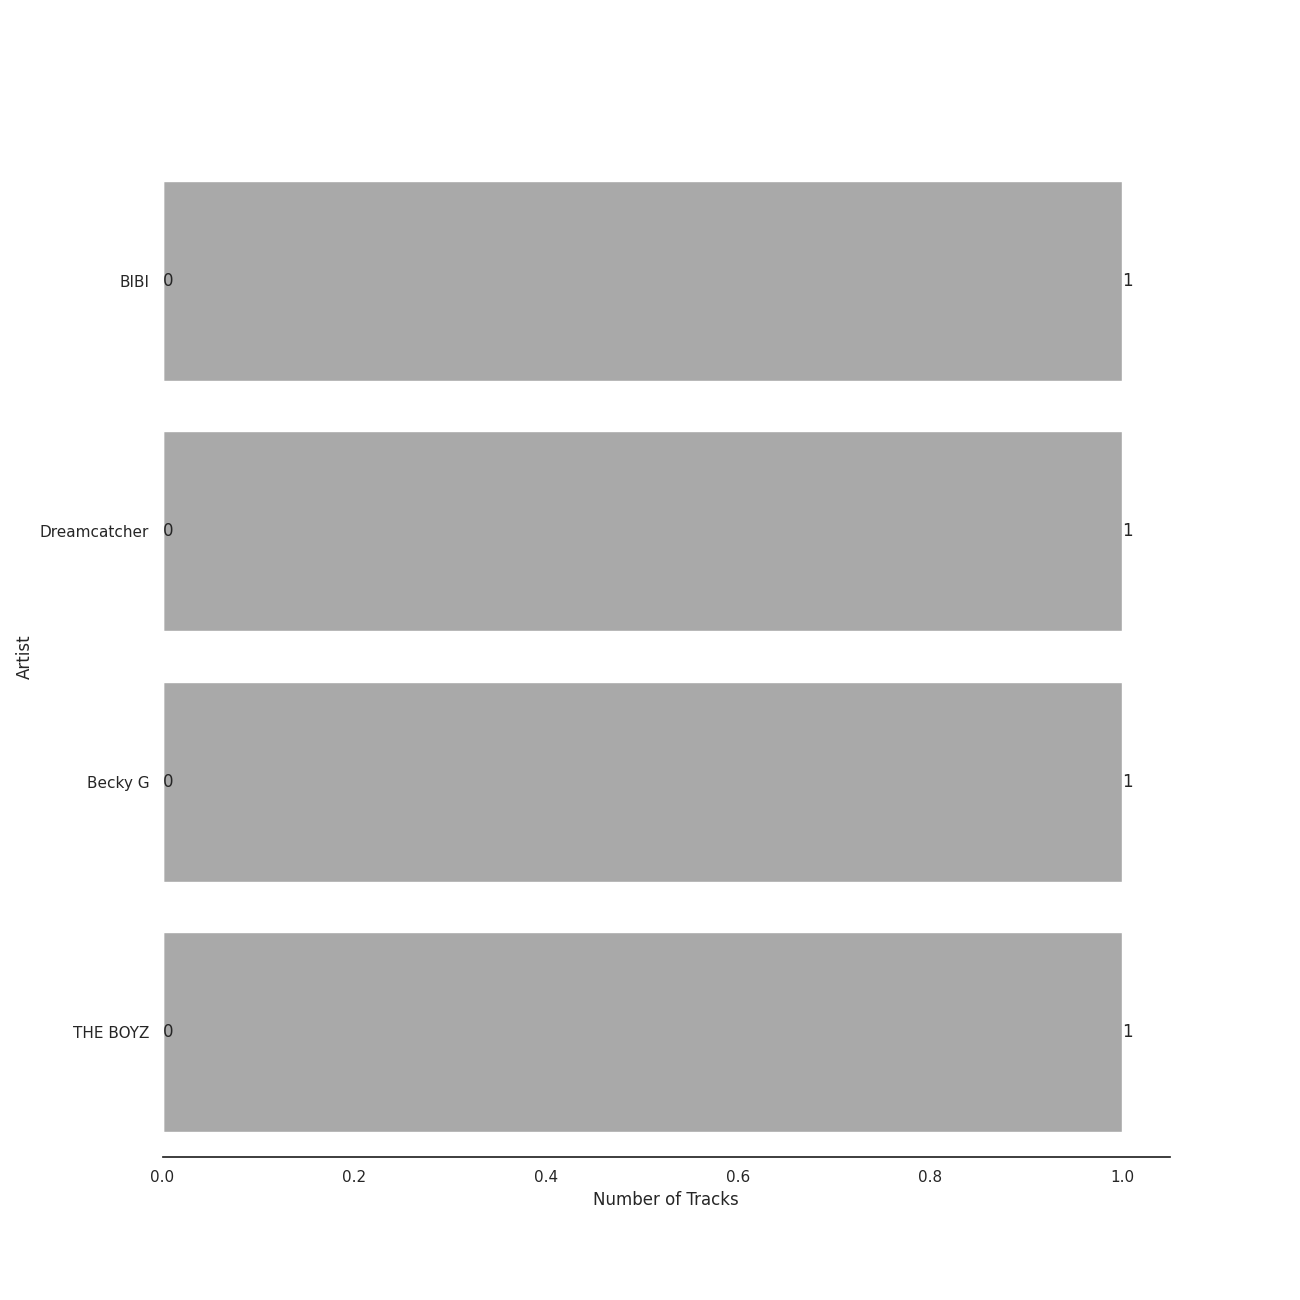 BIBI 0 1
Dreamcatcher 0 1
Becky G 0 1
THE BOYZ 0 1
Artist
0.0 0.2 0.4 0.6 0.8 1.0
Number of Tracks